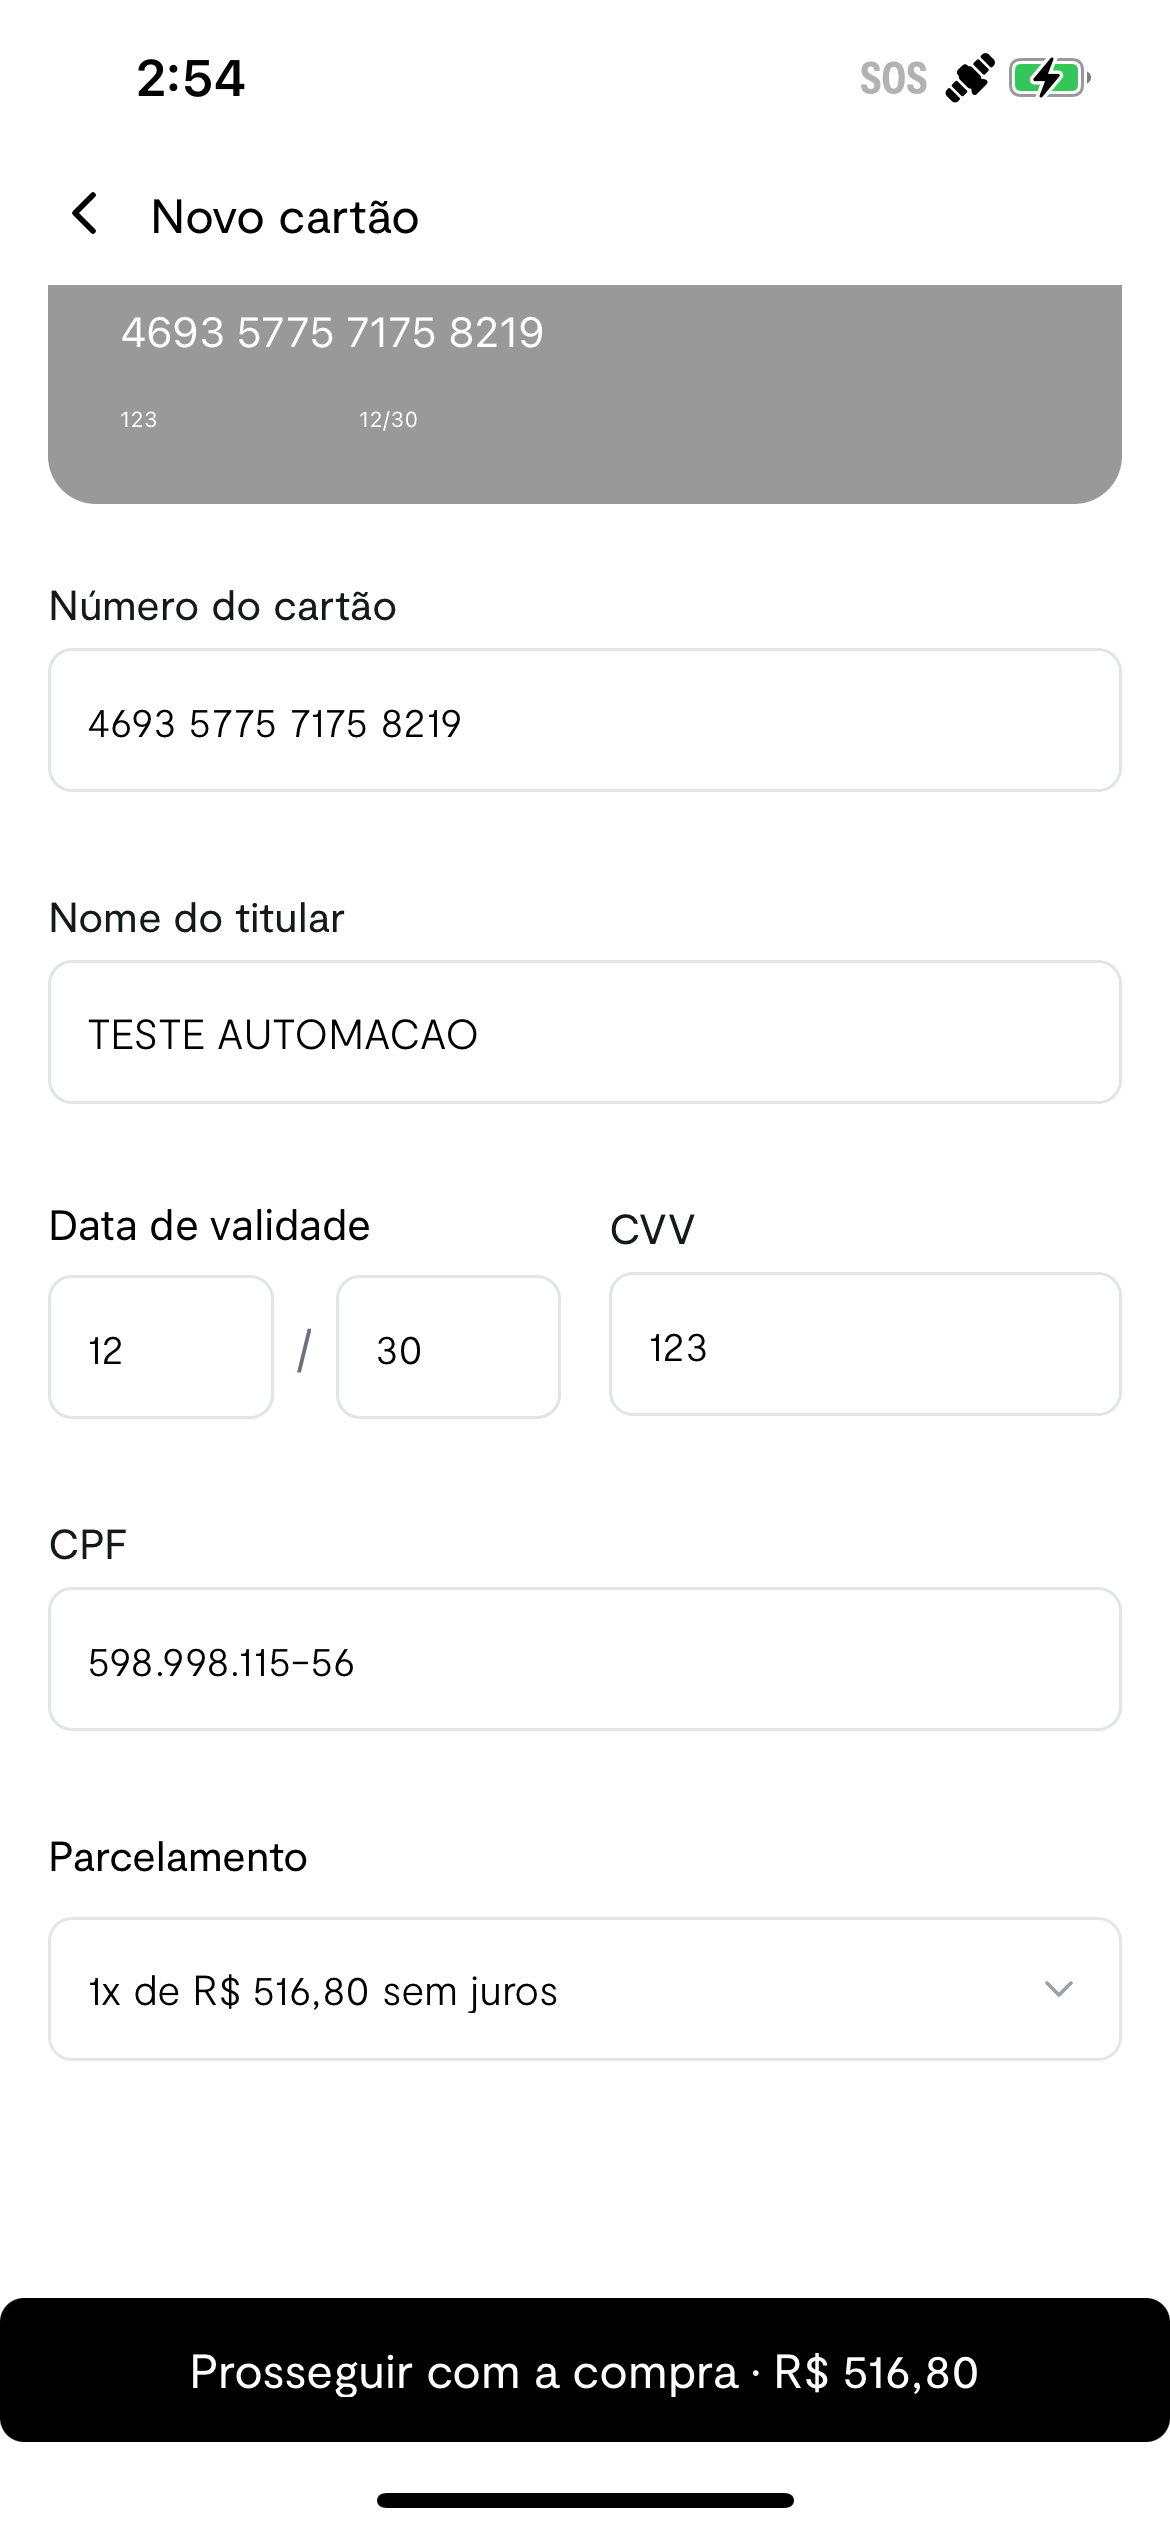 2:54 SOS
Novo cartão
4693 5775 7175 8219
123 12/30
Número do cartão
4693 5775 7175 8219
Nome do titular
TESTE AUTOMACAO
Data de validade CVV
12 / 30 123
CPF
598.998.115-56
Parcelamento
1x de R$ 516,80 sem juros
Prosseguir com a compra · R$ 516,80